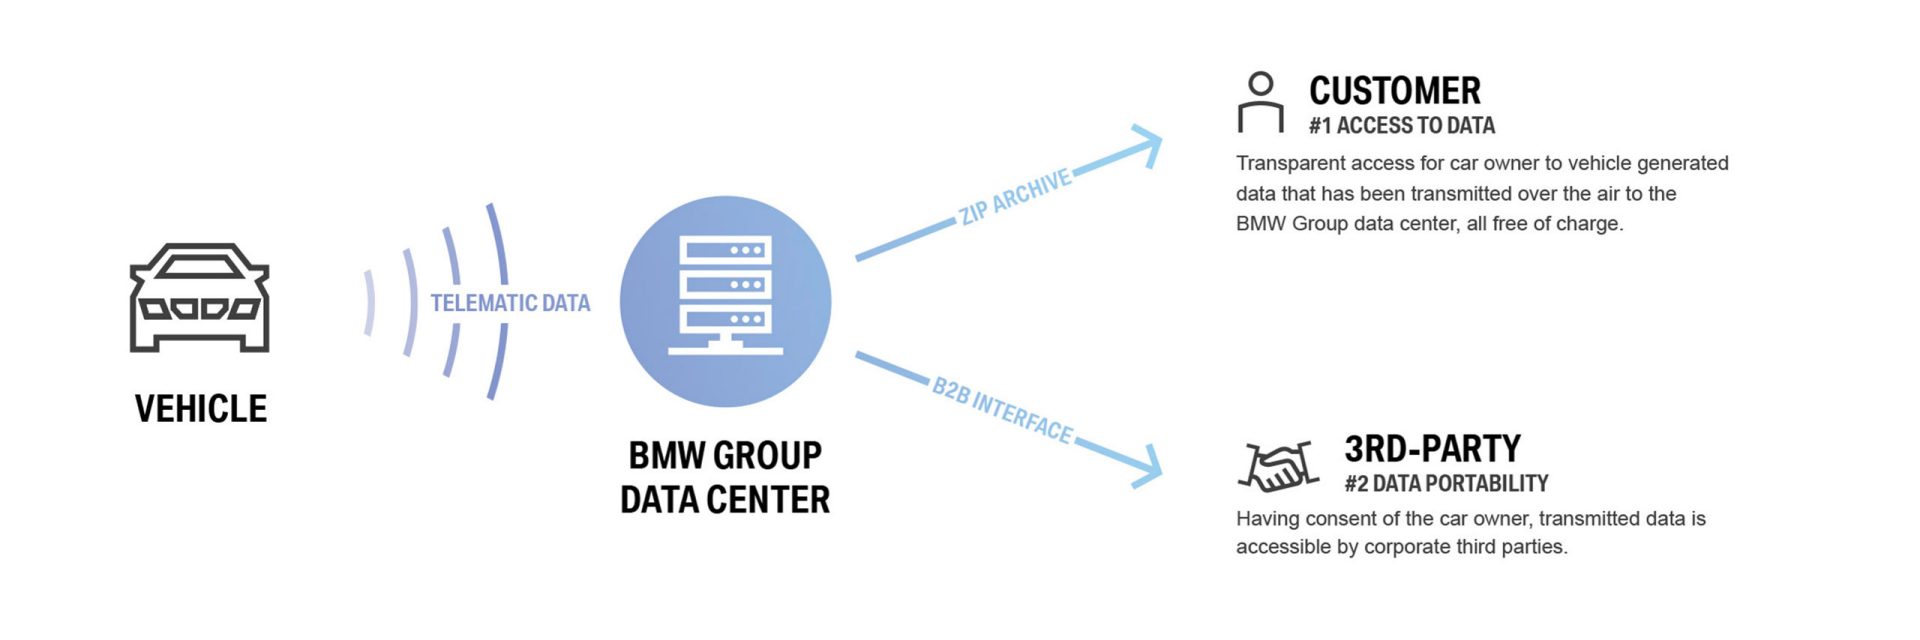 VEHICLE
TELEMATIC DATA
BMW GROUP
DATA CENTER
ZIP ARCHIVE
B2B INTERFACE
CUSTOMER
#1 ACCESS TO DATA
Transparent access for car owner to vehicle generated
data that has been transmitted over the air to the
BMW Group data center, all free of charge.
3RD-PARTY
#2 DATA PORTABILITY
Having consent of the car owner, transmitted data is
accessible by corporate third parties.